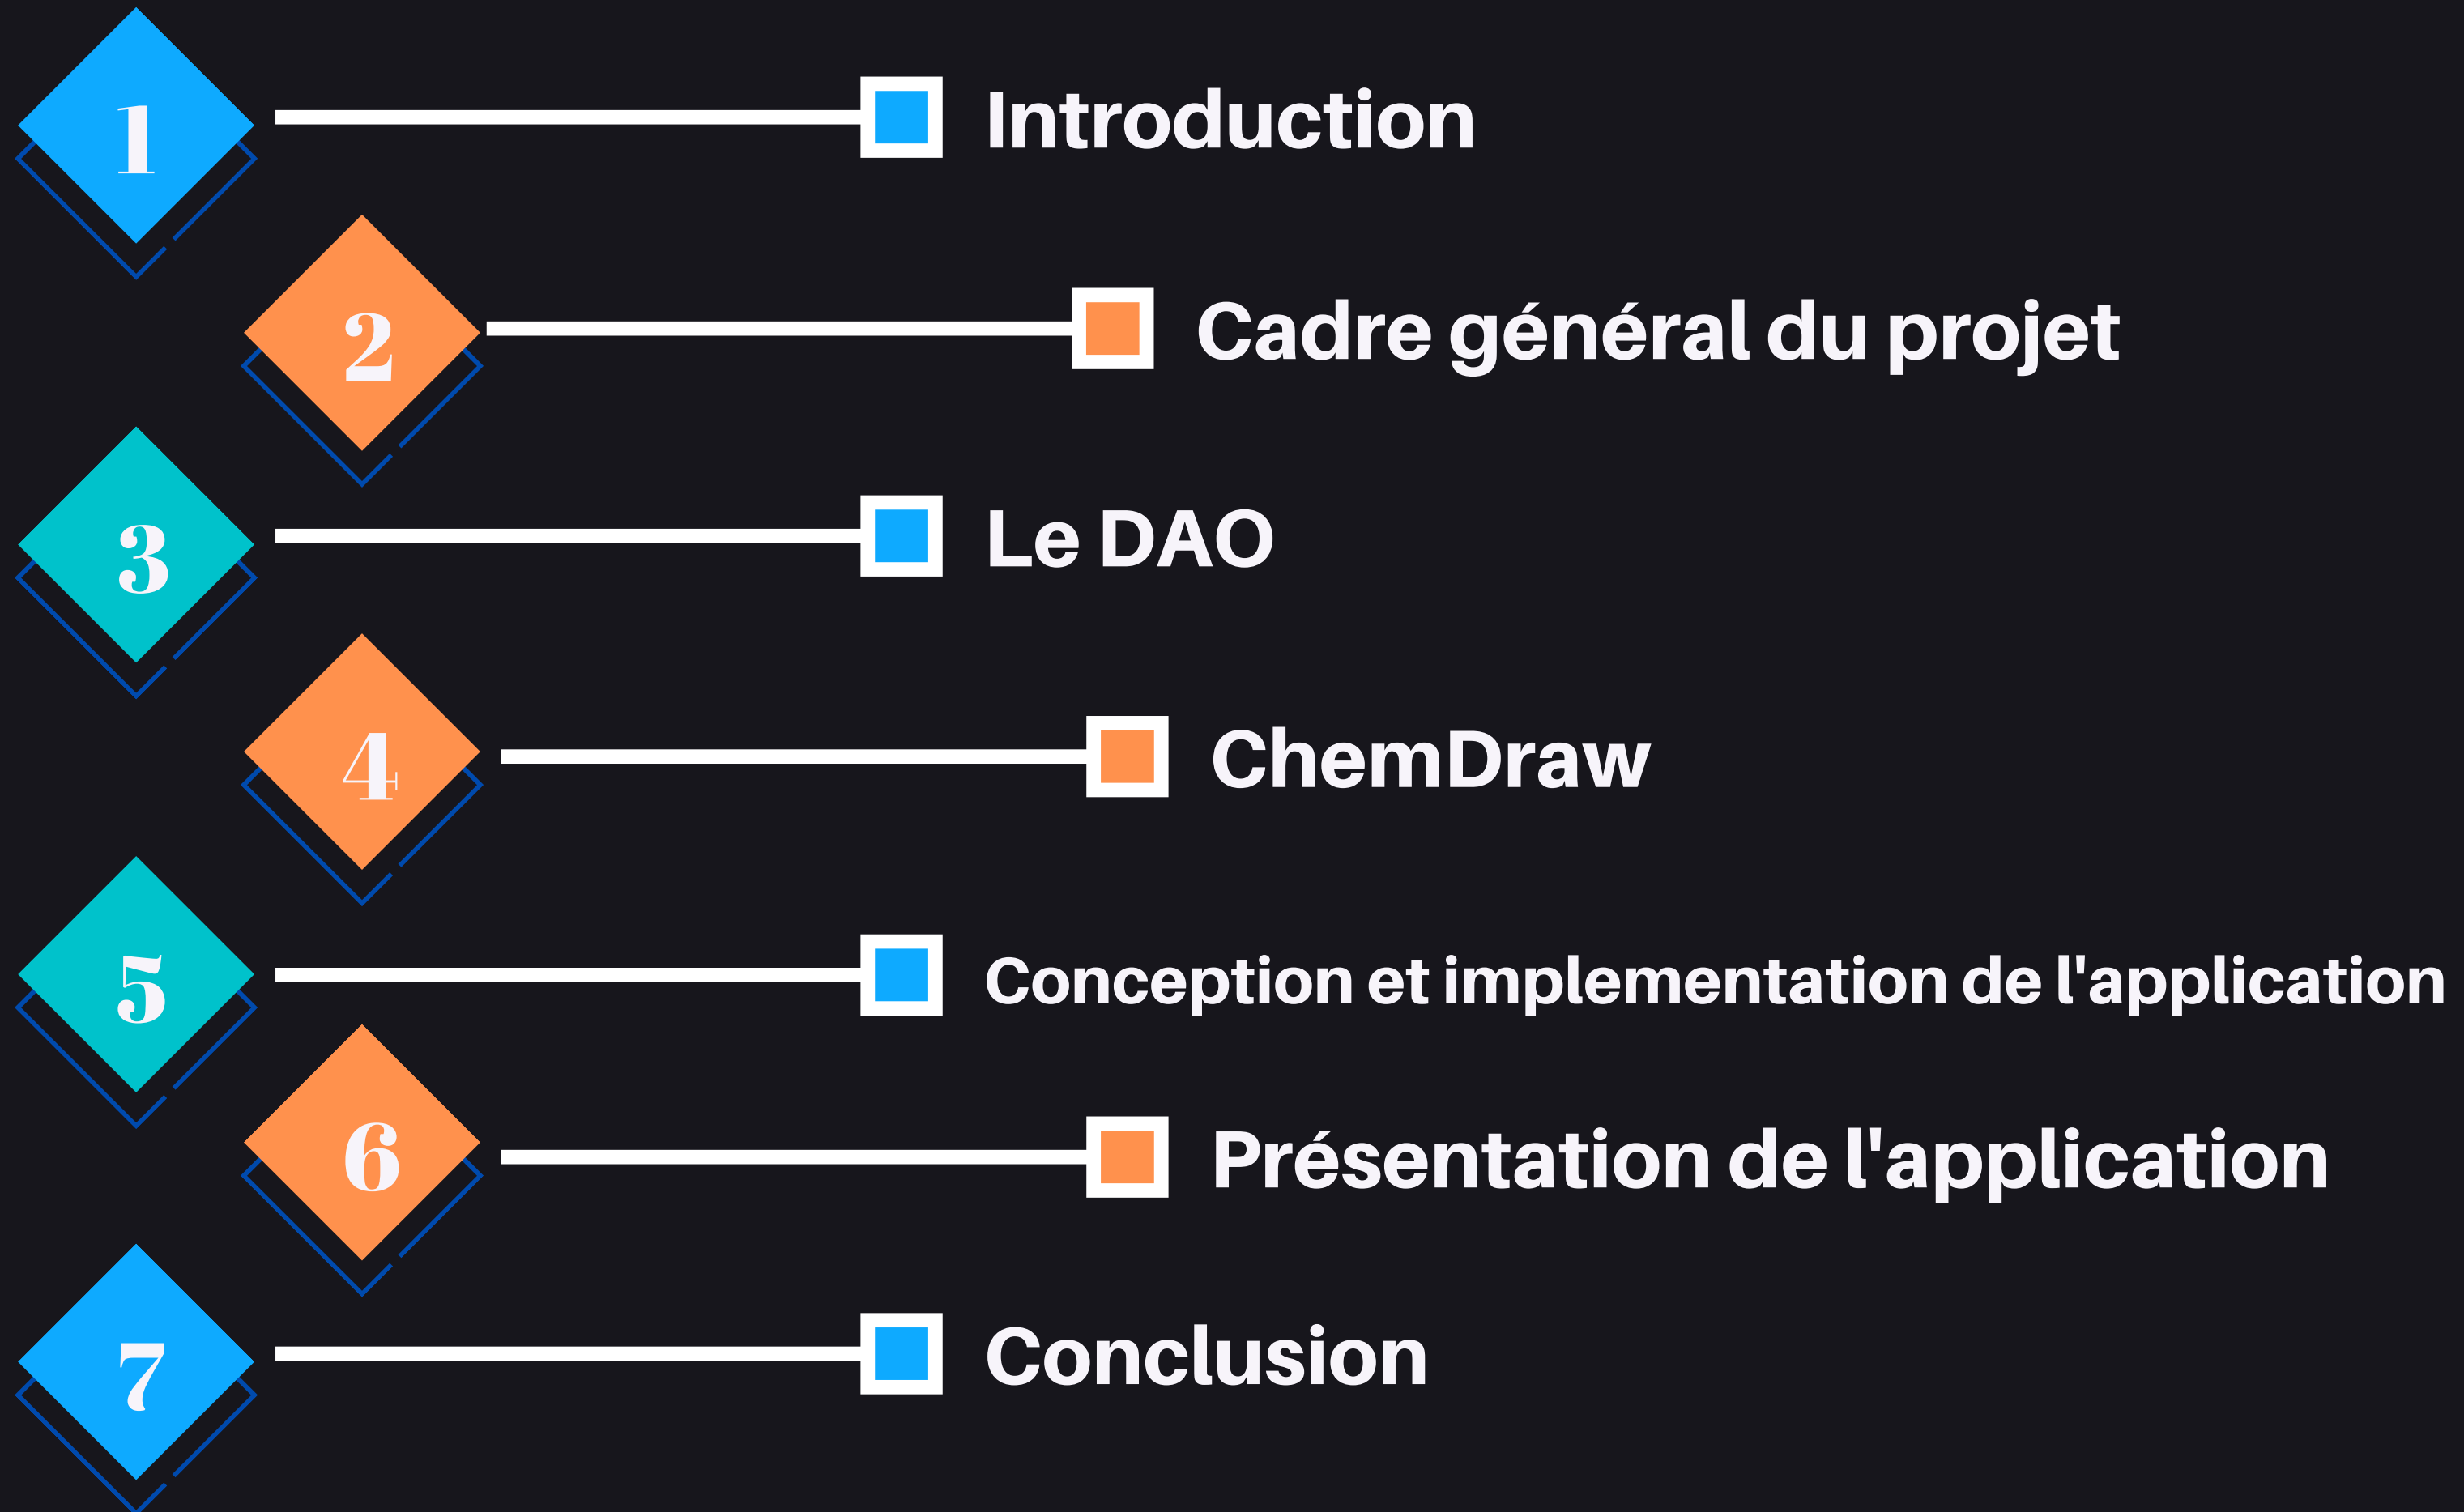 1 Introduction
2 Cadre général du projet
3 Le DAO
4 ChemDraw
5 Conception et implementation de l'application
6 Présentation de l'application
7 Conclusion